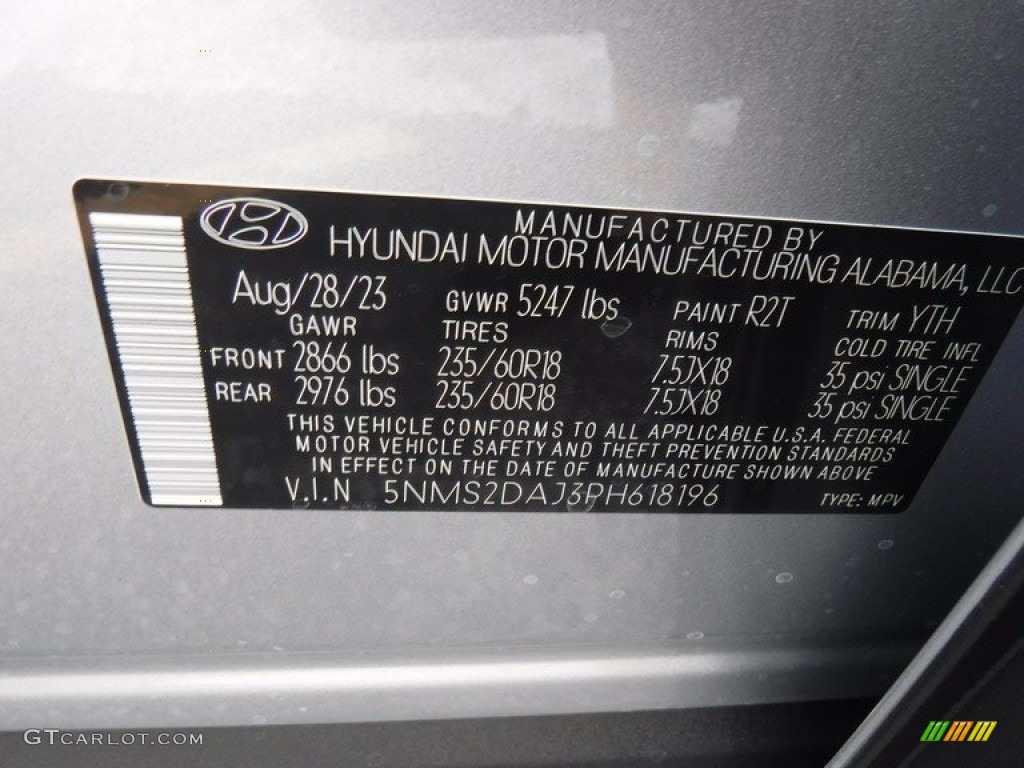 MANUFACTURED BY
HYUNDAI MOTOR MANUFACTURING ALABAMA, LLC
Aug/28/23 GVWR 5247 lbs PAINT R2T TRIM YTH
GAWR TIRES RIMS COLD TIRE INFL
FRONT 2866 lbs 235/60R18 7.5JX18 35 psi SINGLE
REAR 2976 lbs 235/60R18 7.5JX18 35 psi SINGLE
THIS VEHICLE CONFORMS TO ALL APPLICABLE U.S.A. FEDERAL
MOTOR VEHICLE SAFETY AND THEFT PREVENTION STANDARDS
IN EFFECT ON THE DATE OF MANUFACTURE SHOWN ABOVE
V.I.N 5NMS2DAJ3PH618196 TYPE: MPV
GTCARLOT.COM